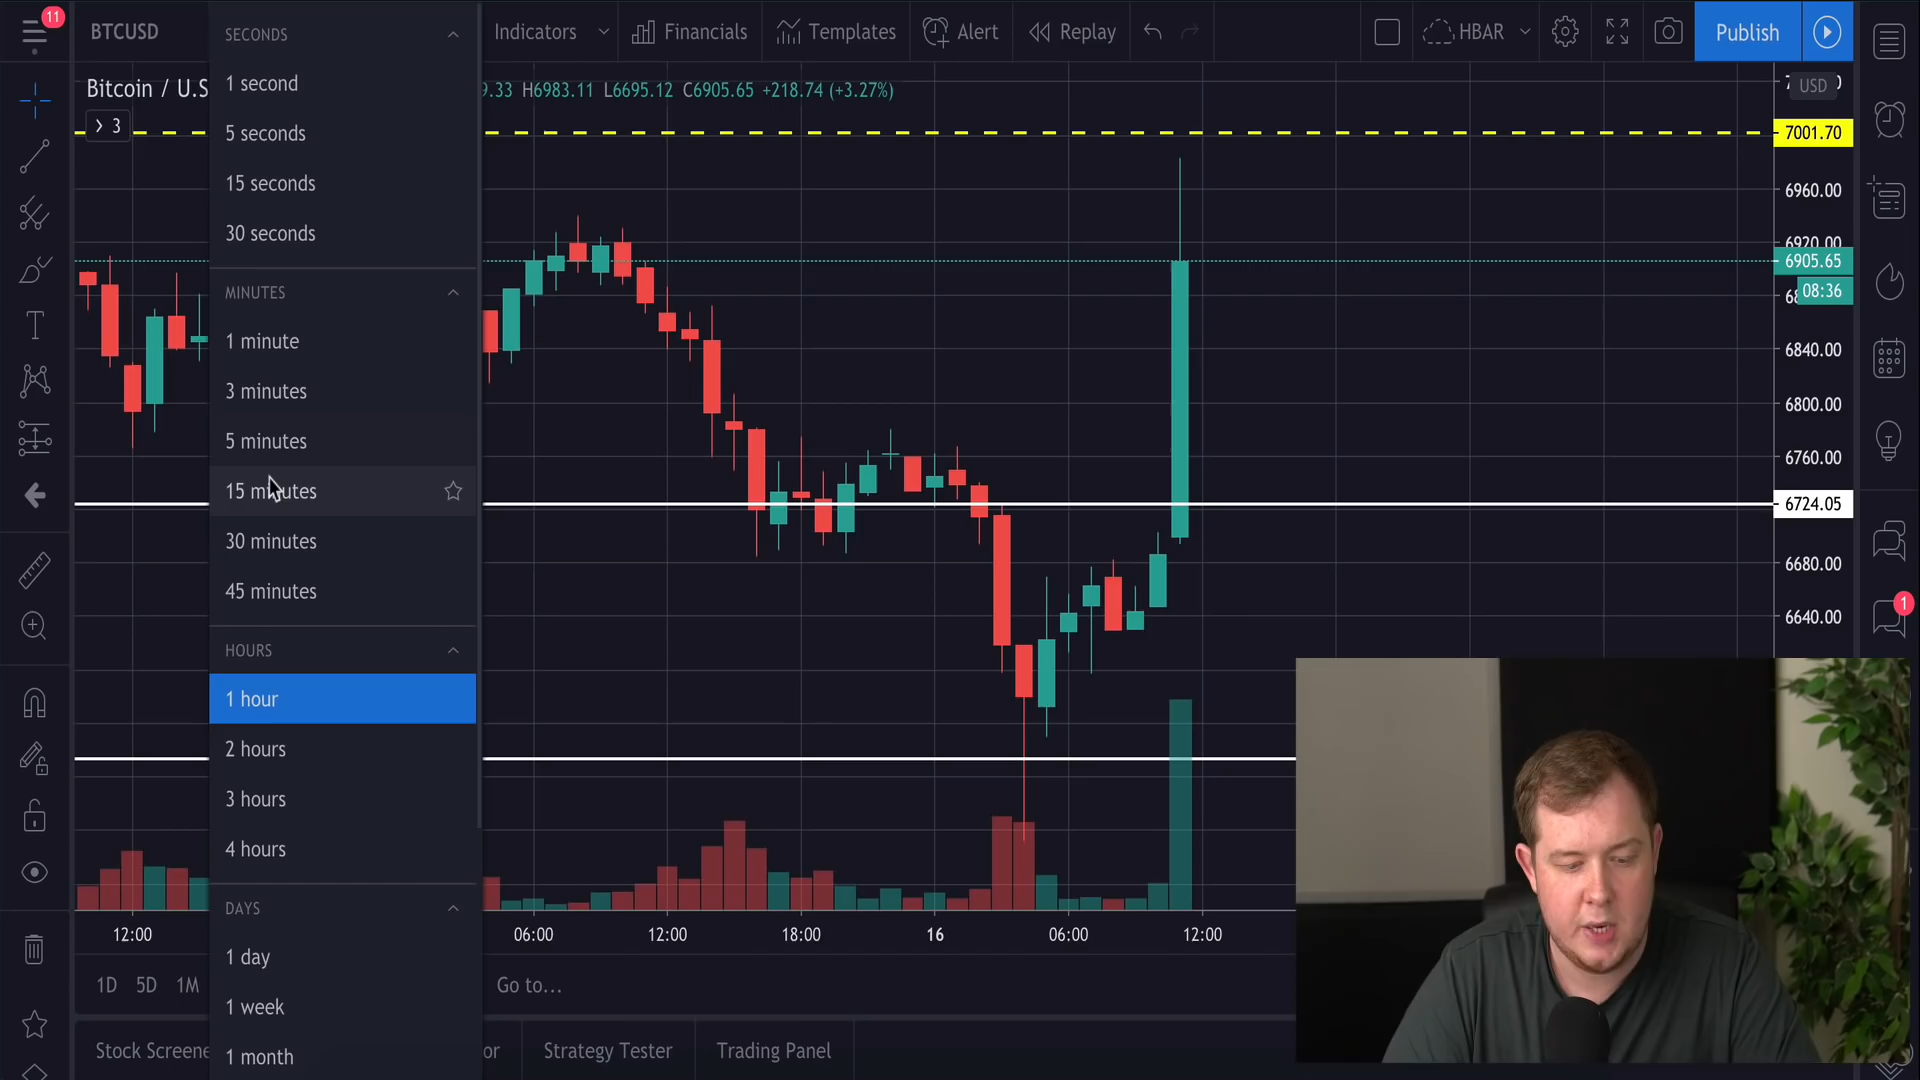 11
BTCUSD
Indicators
Financials
Templates
Alert
Replay
HBAR
Publish
Bitcoin / U.S
9.33 H6983.11 L6695.12 C6905.65 +218.74 (+3.27%)
USD
> 3
SECONDS
1 second
5 seconds
15 seconds
30 seconds
MINUTES
1 minute
3 minutes
5 minutes
15 minutes
30 minutes
45 minutes
HOURS
1 hour
2 hours
3 hours
4 hours
DAYS
1 day
1 week
1 month
7001.70
6960.00
6920.00
6905.65
08:36
6840.00
6800.00
6760.00
6724.05
6680.00
6640.00
1
12:00
06:00
12:00
18:00
16
06:00
12:00
1D
5D
1M
Go to...
Stock Screene
or
Strategy Tester
Trading Panel